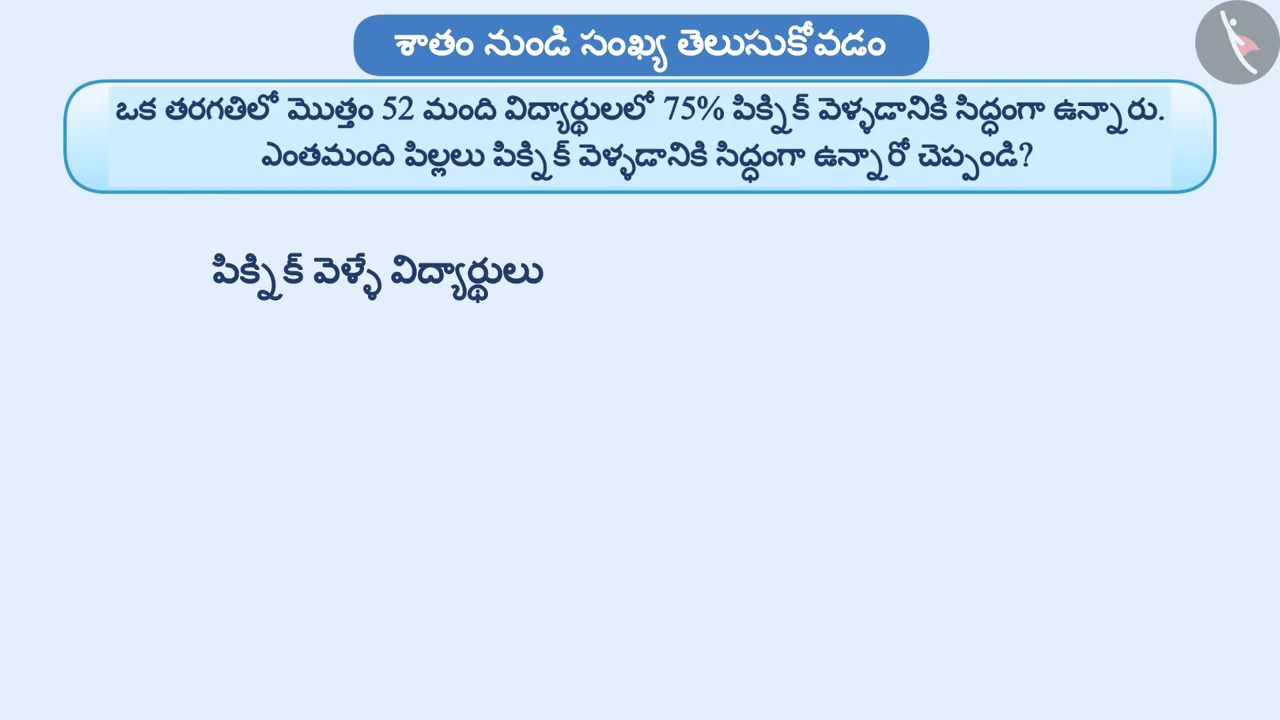 శాతం నుండి సంఖ్య తెలుసుకోవడం
ఒక తరగతిలో మొత్తం 52 మంది విద్యార్థులలో 75% పిక్నిక్ వెళ్ళడానికి సిద్ధంగా ఉన్నారు.
ఎంతమంది పిల్లలు పిక్నిక్ వెళ్ళడానికి సిద్ధంగా ఉన్నారో చెప్పండి?
పిక్నిక్ వెళ్ళే విద్యార్థులు